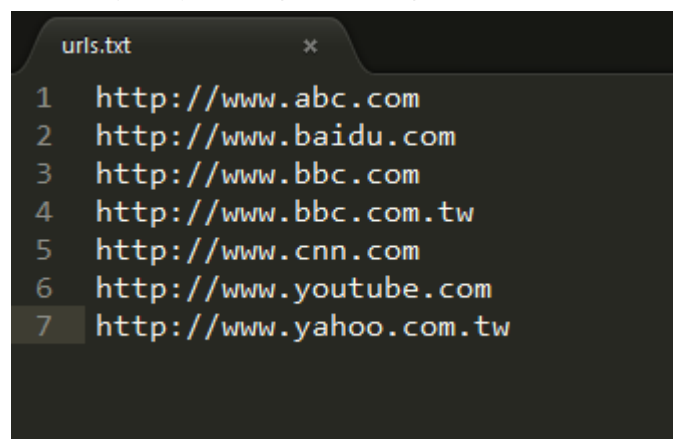 urls.txt ×
1 http://www.abc.com
2 http://www.baidu.com
3 http://www.bbc.com
4 http://www.bbc.com.tw
5 http://www.cnn.com
6 http://www.youtube.com
7 http://www.yahoo.com.tw